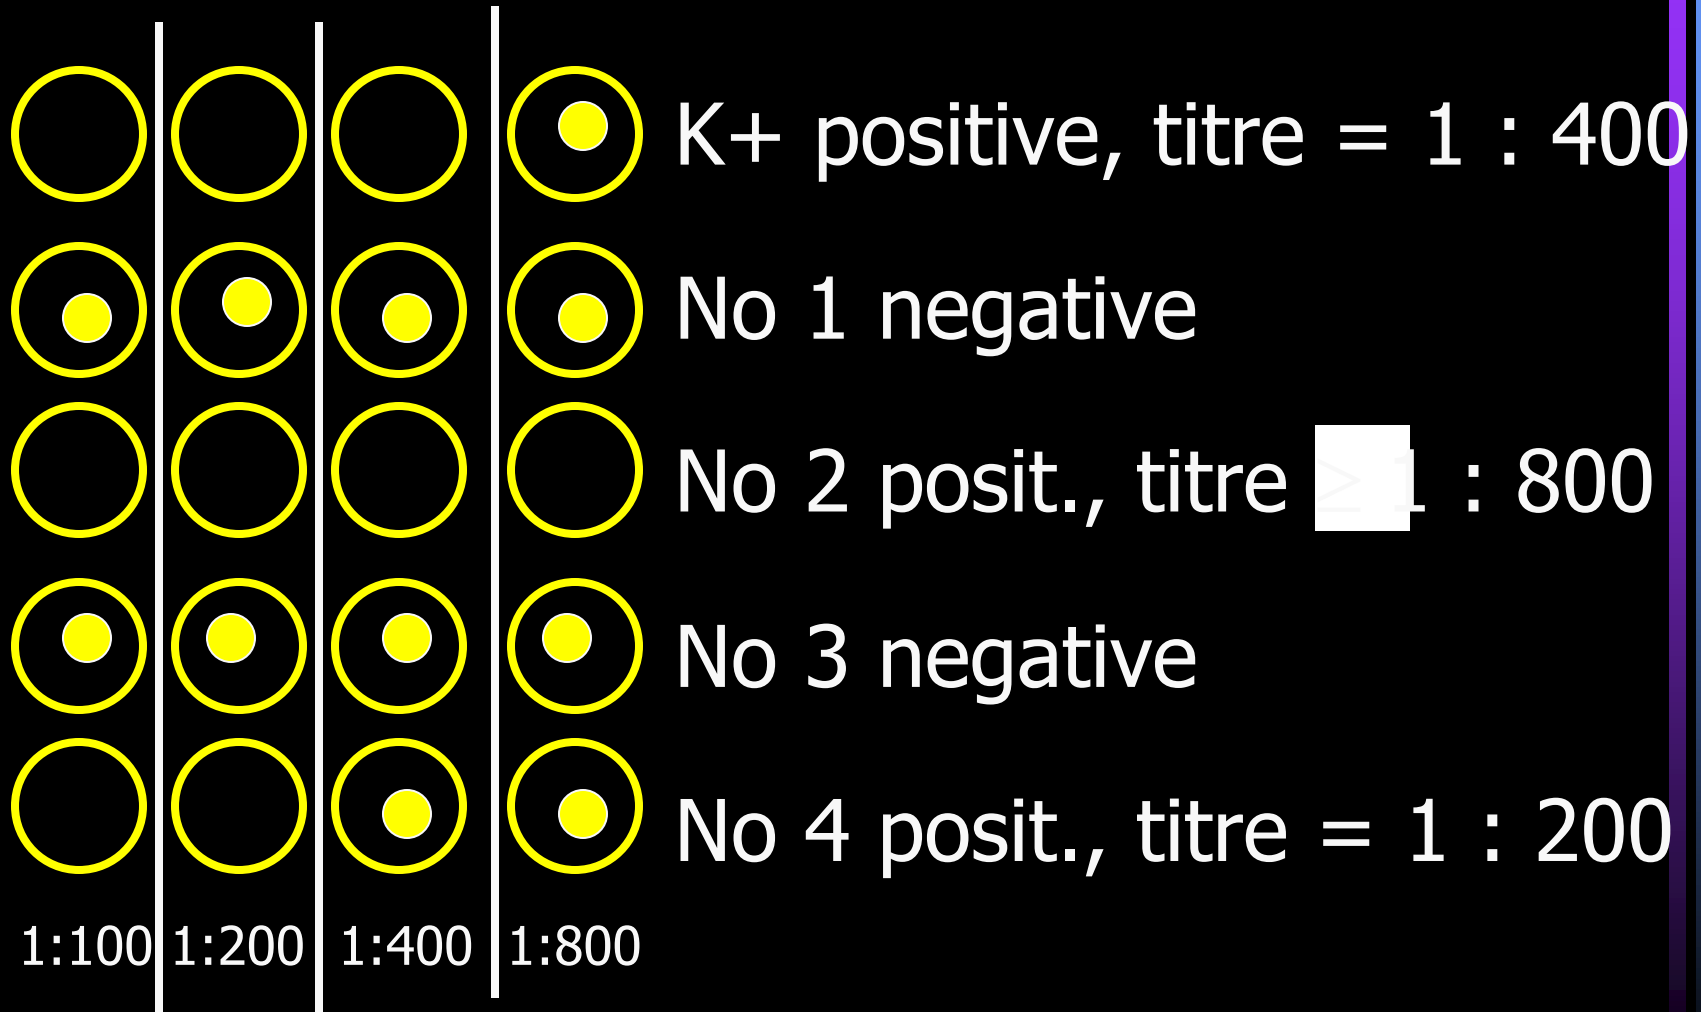 K+ positive, titre = 1 : 400
No 1 negative
No 2 posit., titre ≥ 1 : 800
No 3 negative
No 4 posit., titre = 1 : 200
1:100 1:200 1:400 1:800